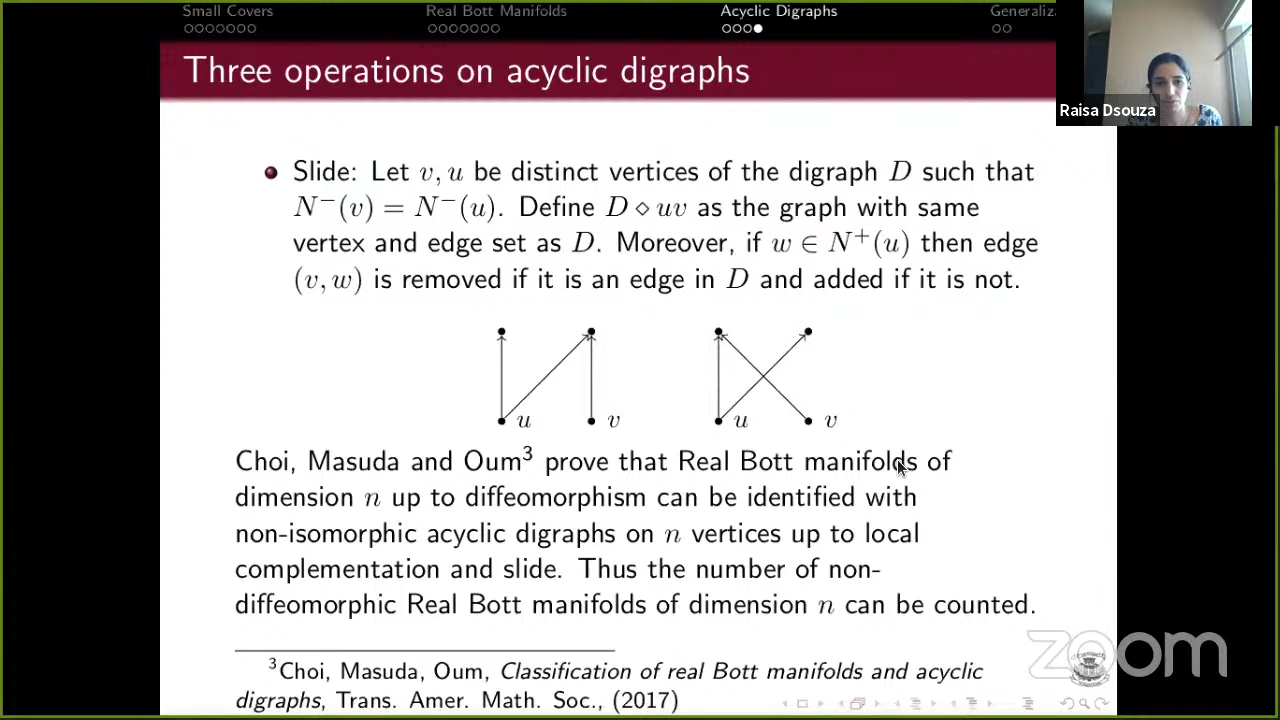 Small Covers
Real Bott Manifolds
Acyclic Digraphs
Generaliz
Three operations on acyclic digraphs
Raisa Dsouza
Slide: Let v, u be distinct vertices of the digraph D such that
N⁻(v) = N⁻(u). Define D ⋄ uv as the graph with same
vertex and edge set as D. Moreover, if w ∈ N⁺(u) then edge
(v, w) is removed if it is an edge in D and added if it is not.
u v u v
Choi, Masuda and Oum³ prove that Real Bott manifolds of
dimension n up to diffeomorphism can be identified with
non-isomorphic acyclic digraphs on n vertices up to local
complementation and slide. Thus the number of non-
diffeomorphic Real Bott manifolds of dimension n can be counted.
zoom
³Choi, Masuda, Oum, Classification of real Bott manifolds and acyclic
digraphs, Trans. Amer. Math. Soc., (2017)